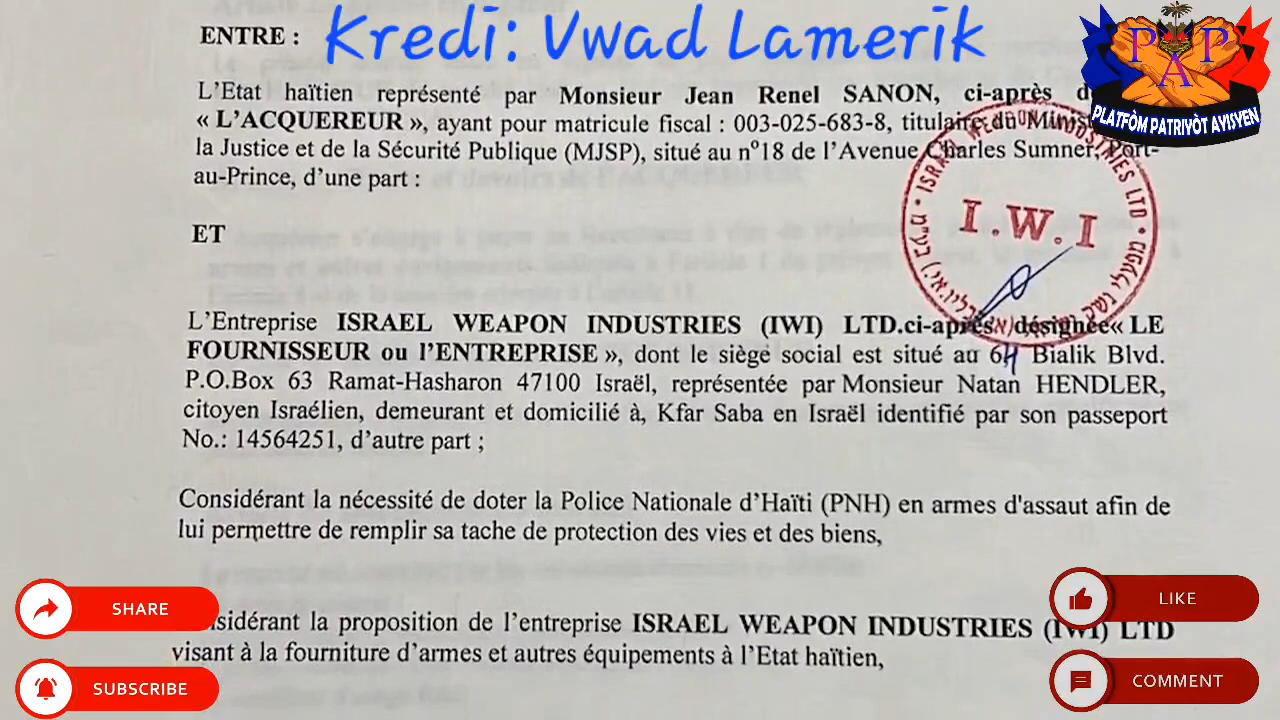 ENTRE :
Kredi: Vwad Lamerik
P
A
P
PLATFÒM PATRIYÒT AYISYEN
L'Etat haïtien représenté par Monsieur Jean Renel SANON, ci-après
« L'ACQUEREUR », ayant pour matricule fiscal : 003-025-683-8, titulaire du
la Justice et de la Sécurité Publique (MJSP), situé au n°18 de l'Avenue Charles Sumner, Port-
au-Prince, d'une part :
ET
I.W.I
L'Entreprise ISRAEL WEAPON INDUSTRIES (IWI) LTD.ci-après désignée« LE
FOURNISSEUR ou l'ENTREPRISE », dont le siège social est situé au 64 Bialik Blvd.
P.O.Box 63 Ramat-Hasharon 47100 Israël, représentée par Monsieur Natan HENDLER,
citoyen Israélien, demeurant et domicilié à, Kfar Saba en Israël identifié par son passeport
No.: 14564251, d'autre part ;
Considérant la nécessité de doter la Police Nationale d'Haïti (PNH) en armes d'assaut afin de
lui permettre de remplir sa tache de protection des vies et des biens,
la proposition de l'entreprise ISRAEL WEAPON INDUSTRIES (IWI) LTD
visant à la fourniture d'armes et autres équipements à l'Etat haïtien,
SHARE
LIKE
SUBSCRIBE
COMMENT